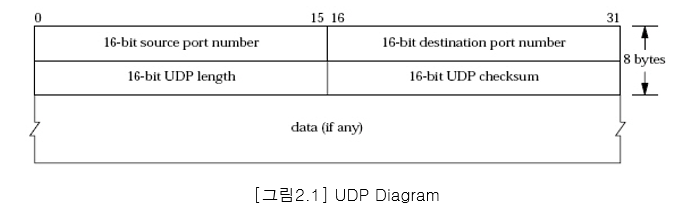 0 15 16 31
16-bit source port number 16-bit destination port number
8 bytes
16-bit UDP length 16-bit UDP checksum
data (if any)
[그림2.1] UDP Diagram